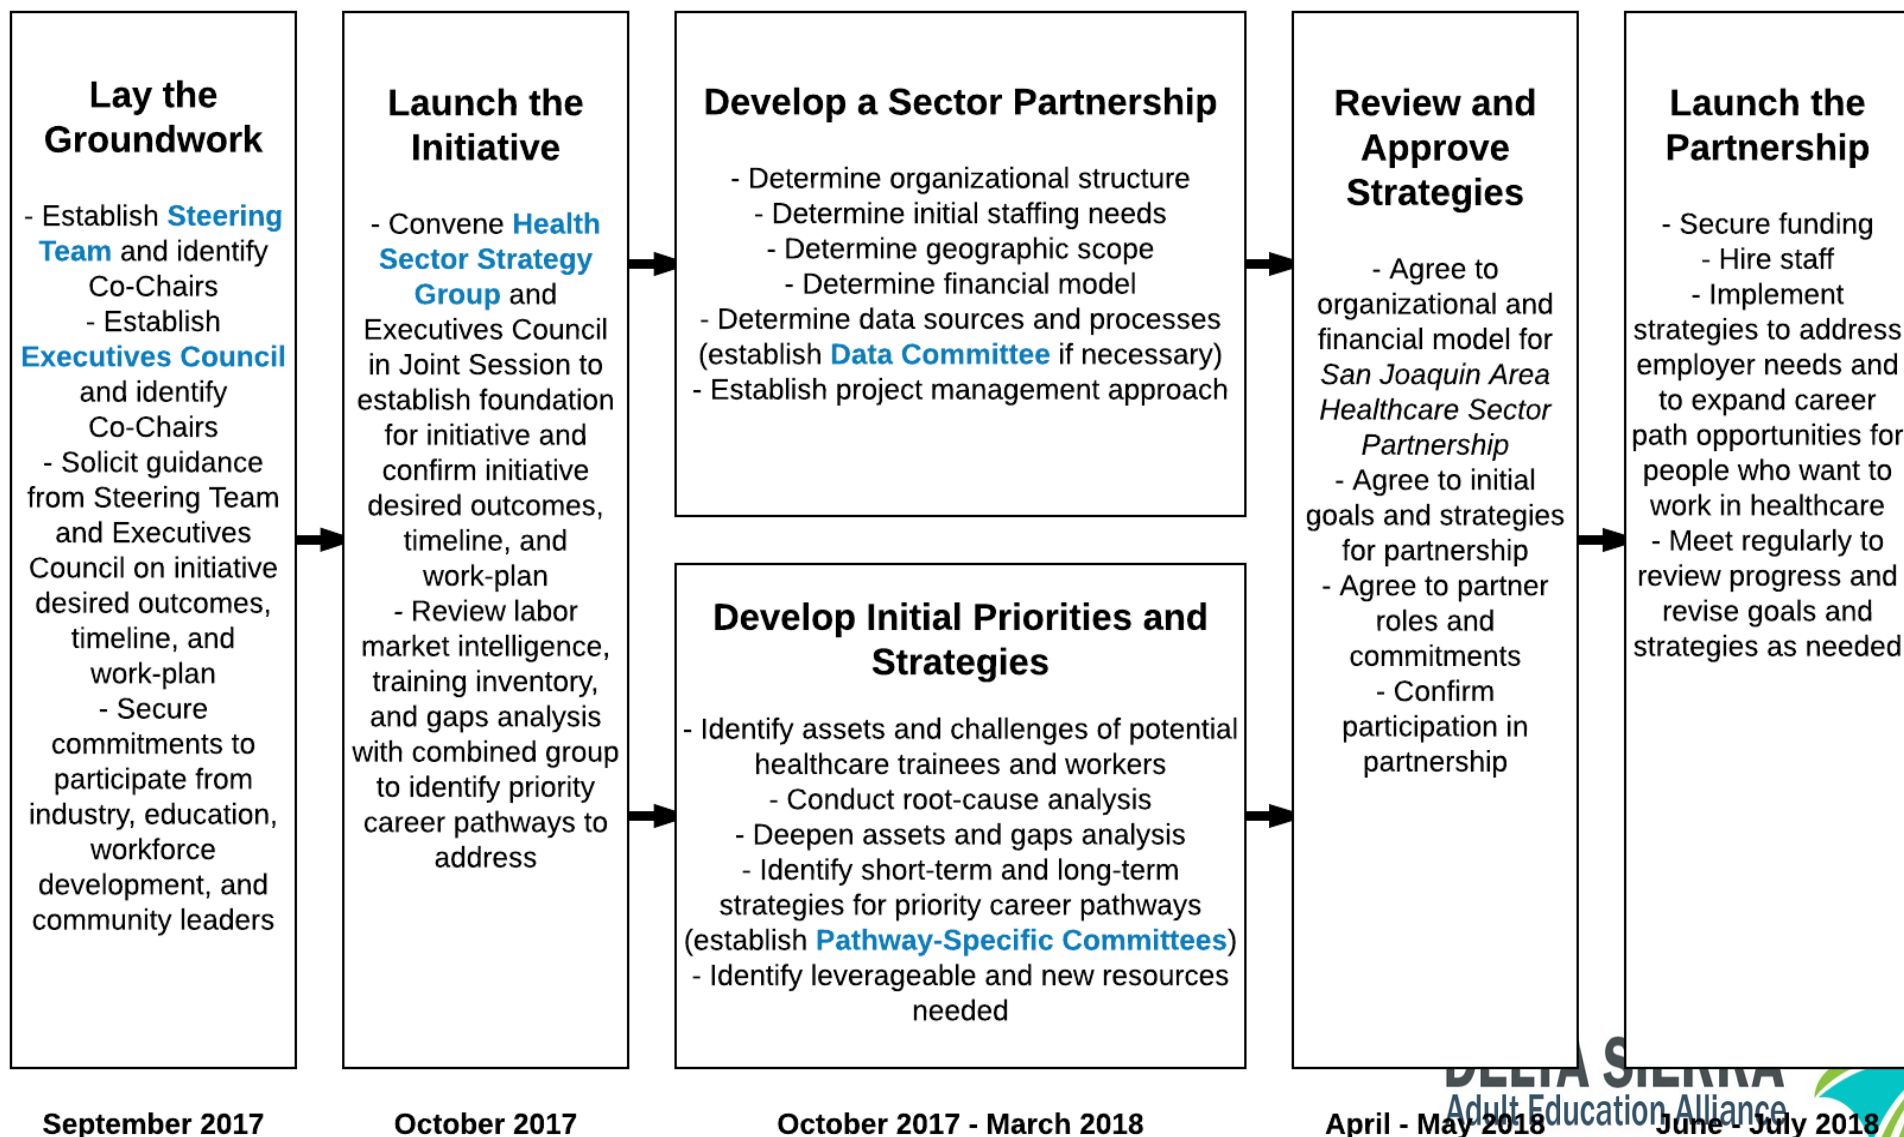 Lay the
Groundwork
- Establish Steering
Team and identify
Co-Chairs
- Establish
Executives Council
and identify
Co-Chairs
- Solicit guidance
from Steering Team
and Executives
Council on initiative
desired outcomes,
timeline, and
work-plan
- Secure
commitments to
participate from
industry, education,
workforce
development, and
community leaders
September 2017
Launch the
Initiative
- Convene Health
Sector Strategy
Group and
Executives Council
in Joint Session to
establish foundation
for initiative and
confirm initiative
desired outcomes,
timeline, and
work-plan
- Review labor
market intelligence,
training inventory,
and gaps analysis
with combined group
to identify priority
career pathways to
address
October 2017
Develop a Sector Partnership
- Determine organizational structure
- Determine initial staffing needs
- Determine geographic scope
- Determine financial model
- Determine data sources and processes
(establish Data Committee if necessary)
- Establish project management approach
Develop Initial Priorities and
Strategies
- Identify assets and challenges of potential
healthcare trainees and workers
- Conduct root-cause analysis
- Deepen assets and gaps analysis
- Identify short-term and long-term
strategies for priority career pathways
(establish Pathway-Specific Committees)
- Identify leverageable and new resources
needed
October 2017 - March 2018
Review and
Approve
Strategies
- Agree to
organizational and
financial model for
San Joaquin Area
Healthcare Sector
Partnership
- Agree to initial
goals and strategies
for partnership
- Agree to partner
roles and
commitments
- Confirm
participation in
partnership
April - May 2018
Launch the
Partnership
- Secure funding
- Hire staff
- Implement
strategies to address
employer needs and
to expand career
path opportunities for
people who want to
work in healthcare
- Meet regularly to
review progress and
revise goals and
strategies as needed
June - July 2018
DELTA SIERRA
Adult Education Alliance